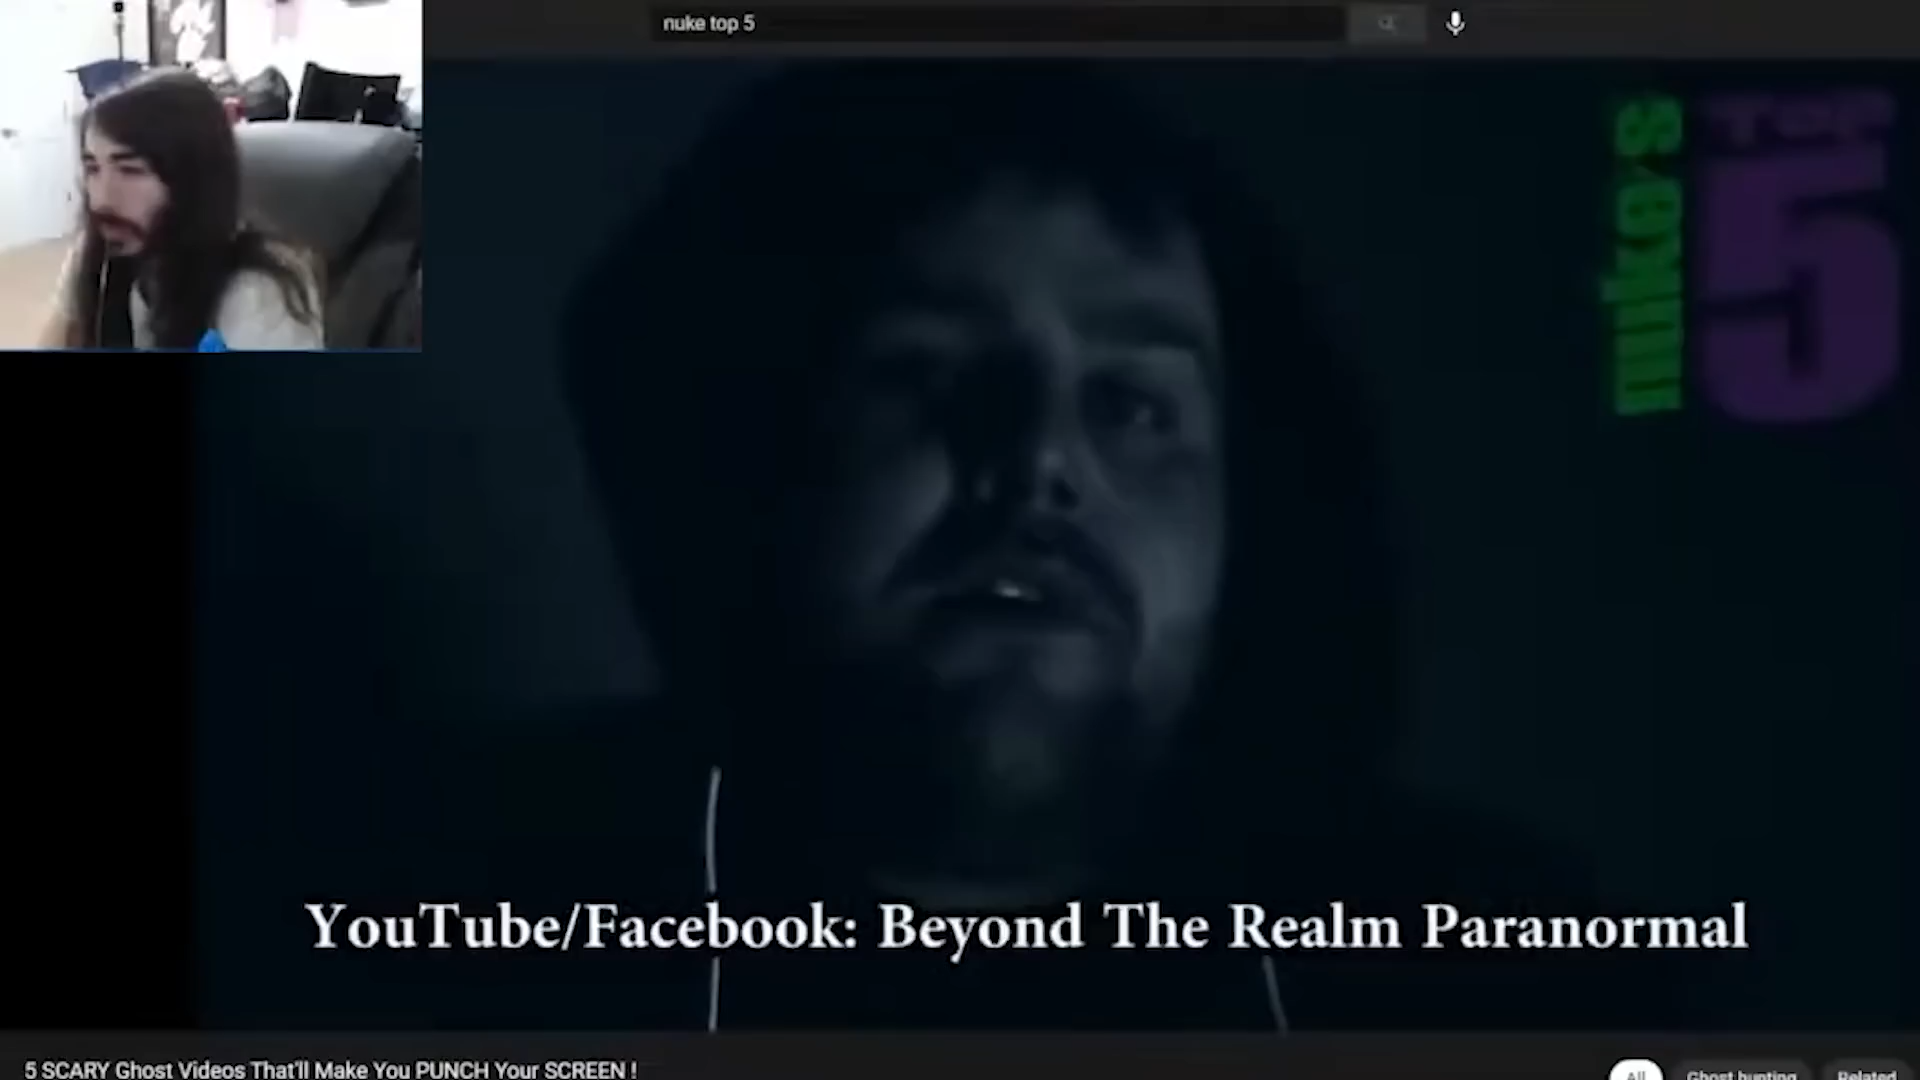 nuke top 5
nuke's
Top
5
YouTube/Facebook: Beyond The Realm Paranormal
5 SCARY Ghost Videos That'll Make You PUNCH Your SCREEN !
All
Ghost hunting
Related